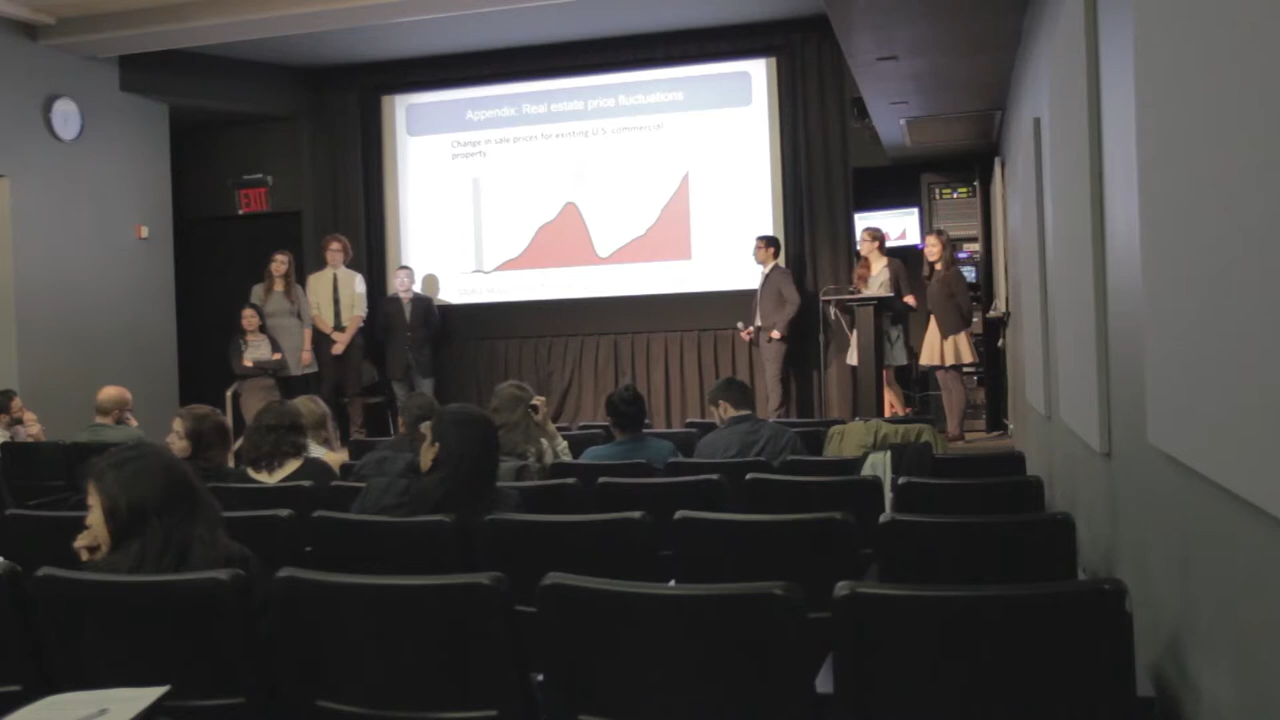 Appendix: Real estate price fluctuations
Change in sale prices for existing U.S. commercial
property
EXIT